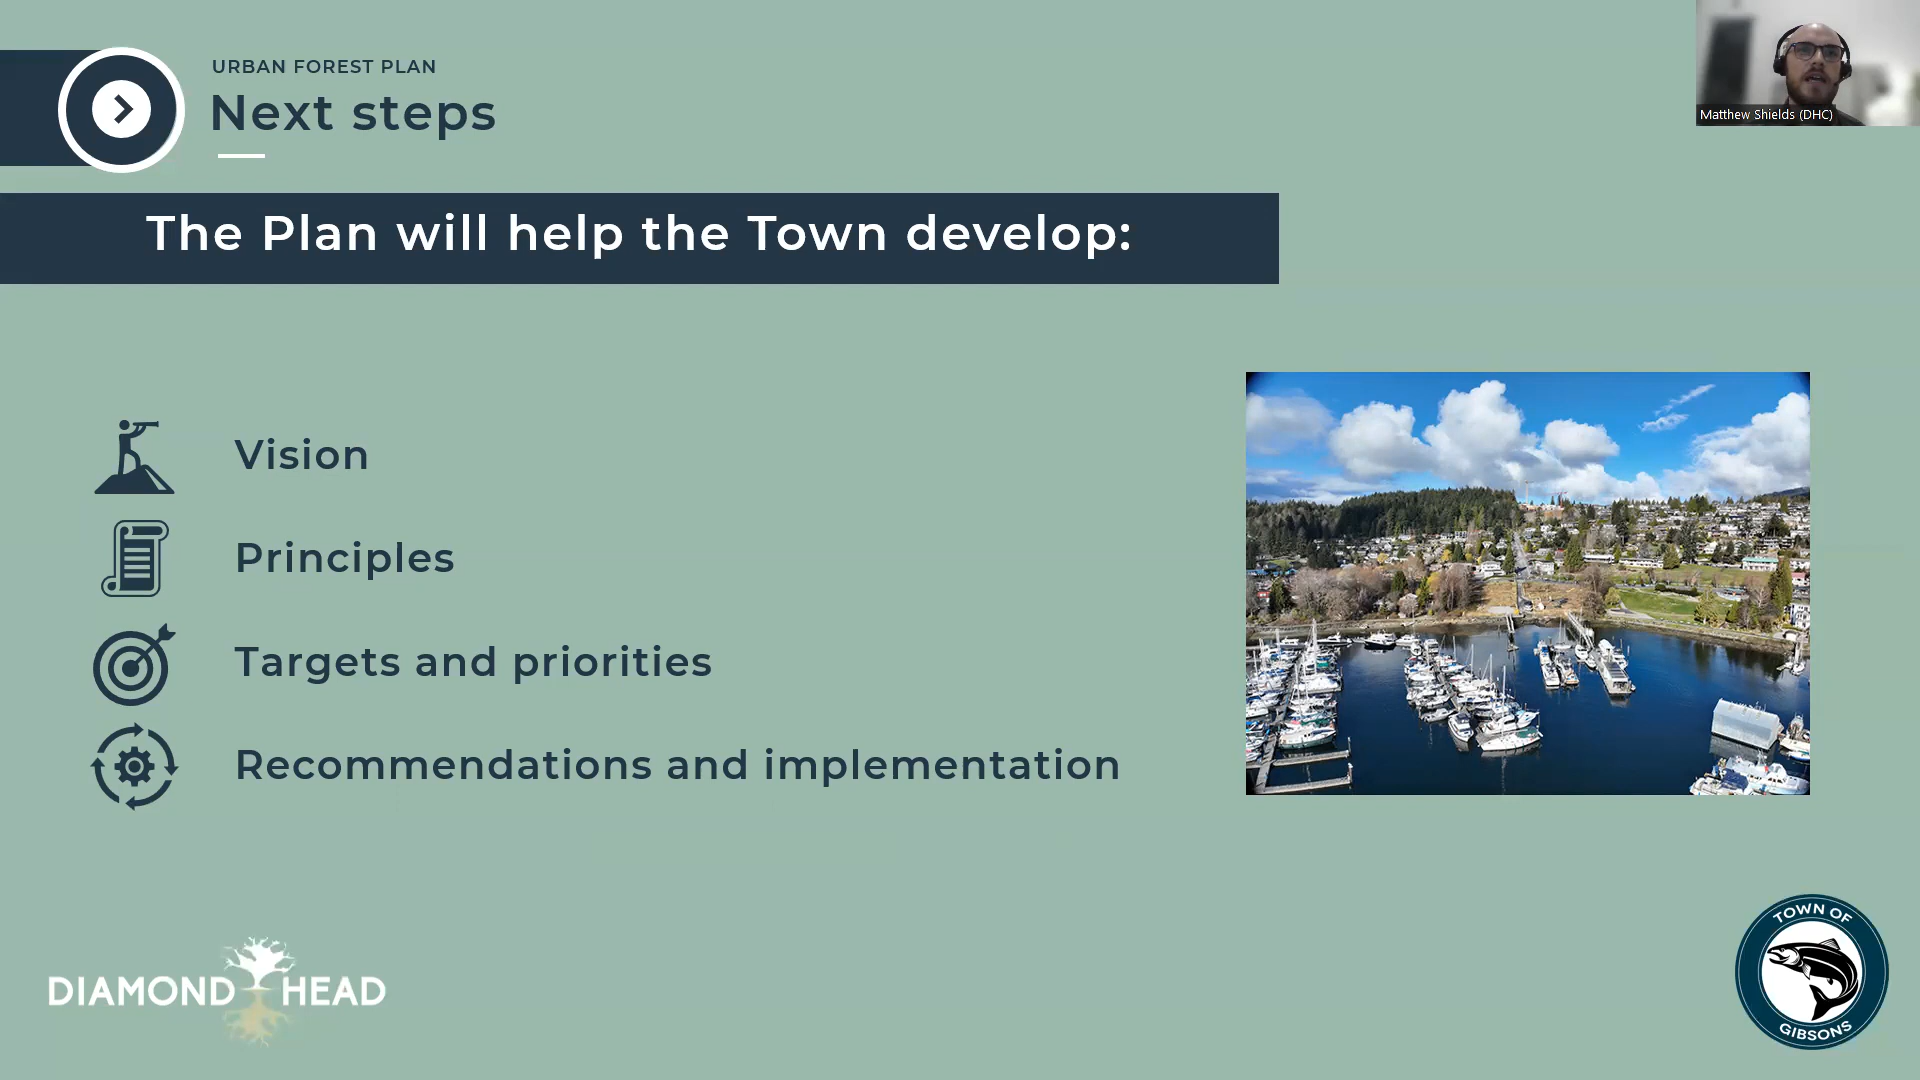 URBAN FOREST PLAN
Next steps
Matthew Shields (DHC)
The Plan will help the Town develop:
Vision
Principles
Targets and priorities
Recommendations and implementation
DIAMOND HEAD
TOWN OF
GIBSONS